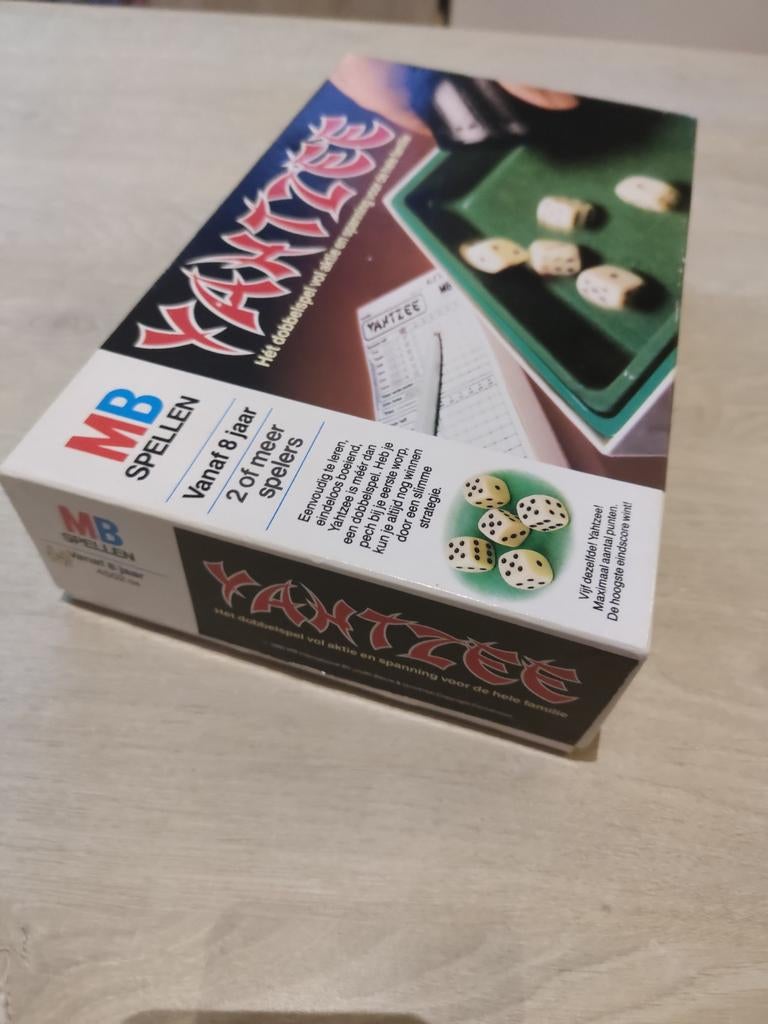 YAHTZEE
Hét dobbelspel vol aktie en spanning voor de hele familie
YAHTZEE
MB
MB
SPELLEN
Vanaf 8 jaar
2 of meer
spelers
Eenvoudig te leren,
eindeloos boeiend,
Yahtzee is méér dan
een dobbelspel. Heb je
pech bij je eerste worp,
kun je altijd nog winnen
door een slimme
strategie.
Vijf dezelfde! Yahtzee!
Maximaal aantal punten.
De hoogste eindscore wint!
MB
SPELLEN
Vanaf 8 jaar
YAHTZEE
Hét dobbelspel vol aktie en spanning voor de hele familie